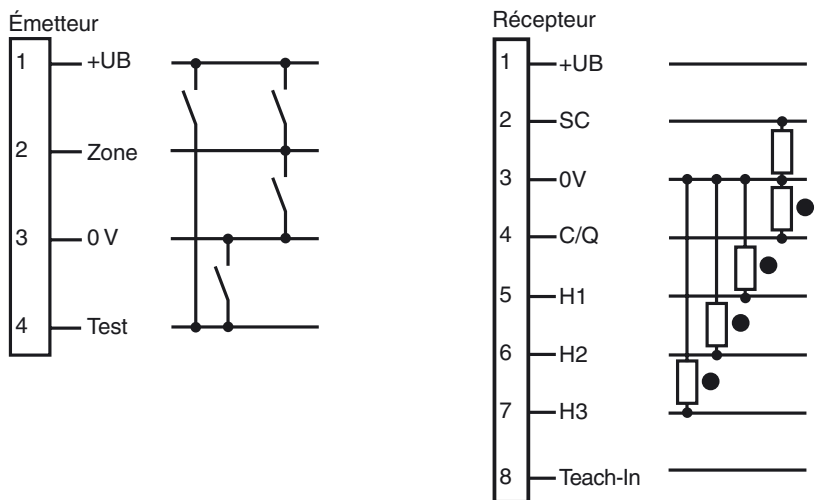 Émetteur
1 +UB
2 Zone
3 0 V
4 Test
Récepteur
1 +UB
2 SC
3 0V
4 C/Q
5 H1
6 H2
7 H3
8 Teach-In